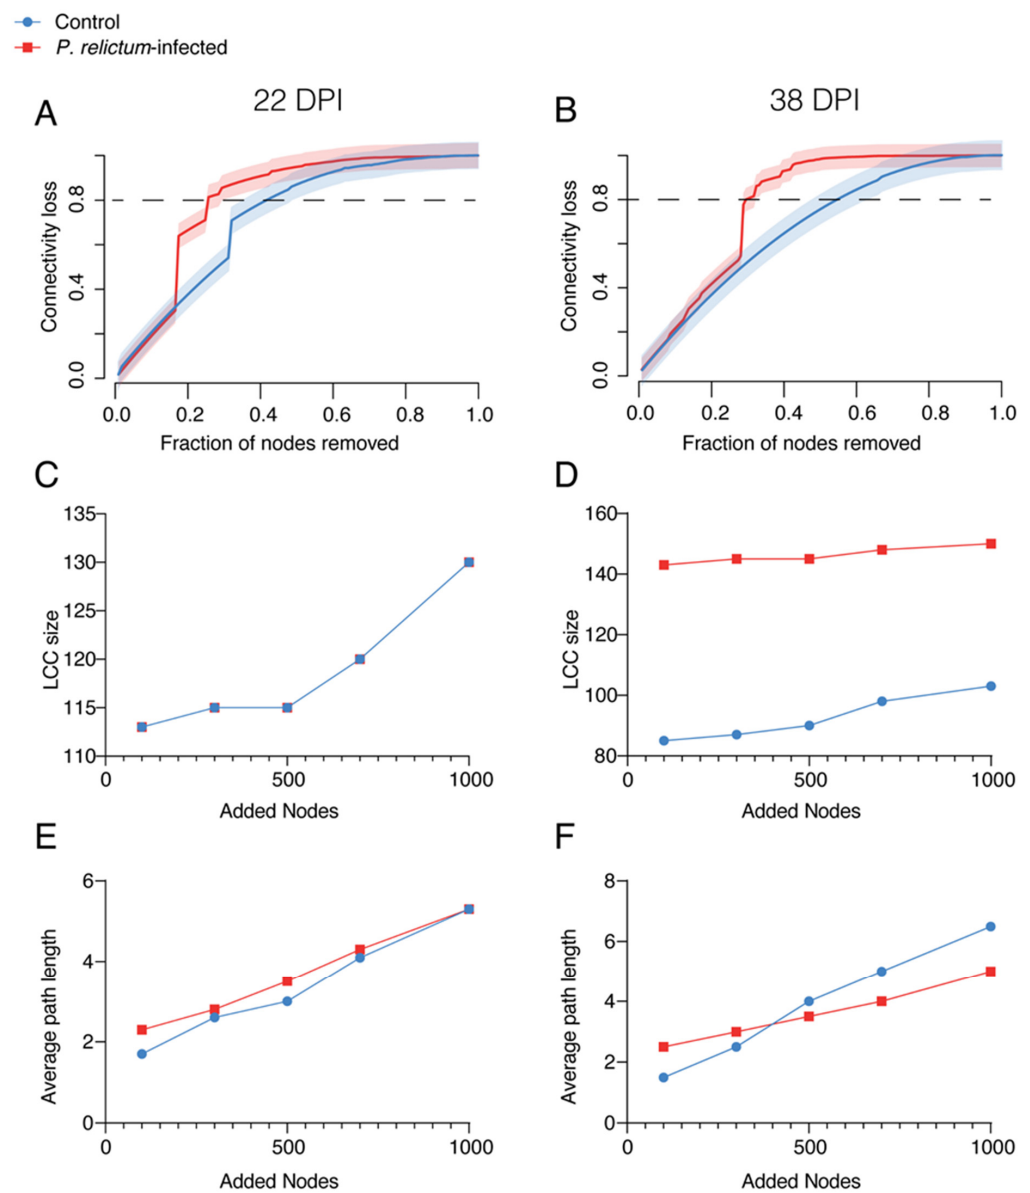 Control
P. relictum-infected
A
22 DPI
B
38 DPI
Connectivity loss
0.0
0.4
0.8
0.0 0.2 0.4 0.6 0.8 1.0
Fraction of nodes removed
Connectivity loss
0.0
0.4
0.8
0.0 0.2 0.4 0.6 0.8 1.0
Fraction of nodes removed
C
LCC size
135
130
125
120
115
110
0 500 1000
Added Nodes
D
LCC size
160
140
120
100
80
0 500 1000
Added Nodes
E
Average path length
6
4
2
0
0 500 1000
Added Nodes
F
Average path length
8
6
4
2
0
0 500 1000
Added Nodes